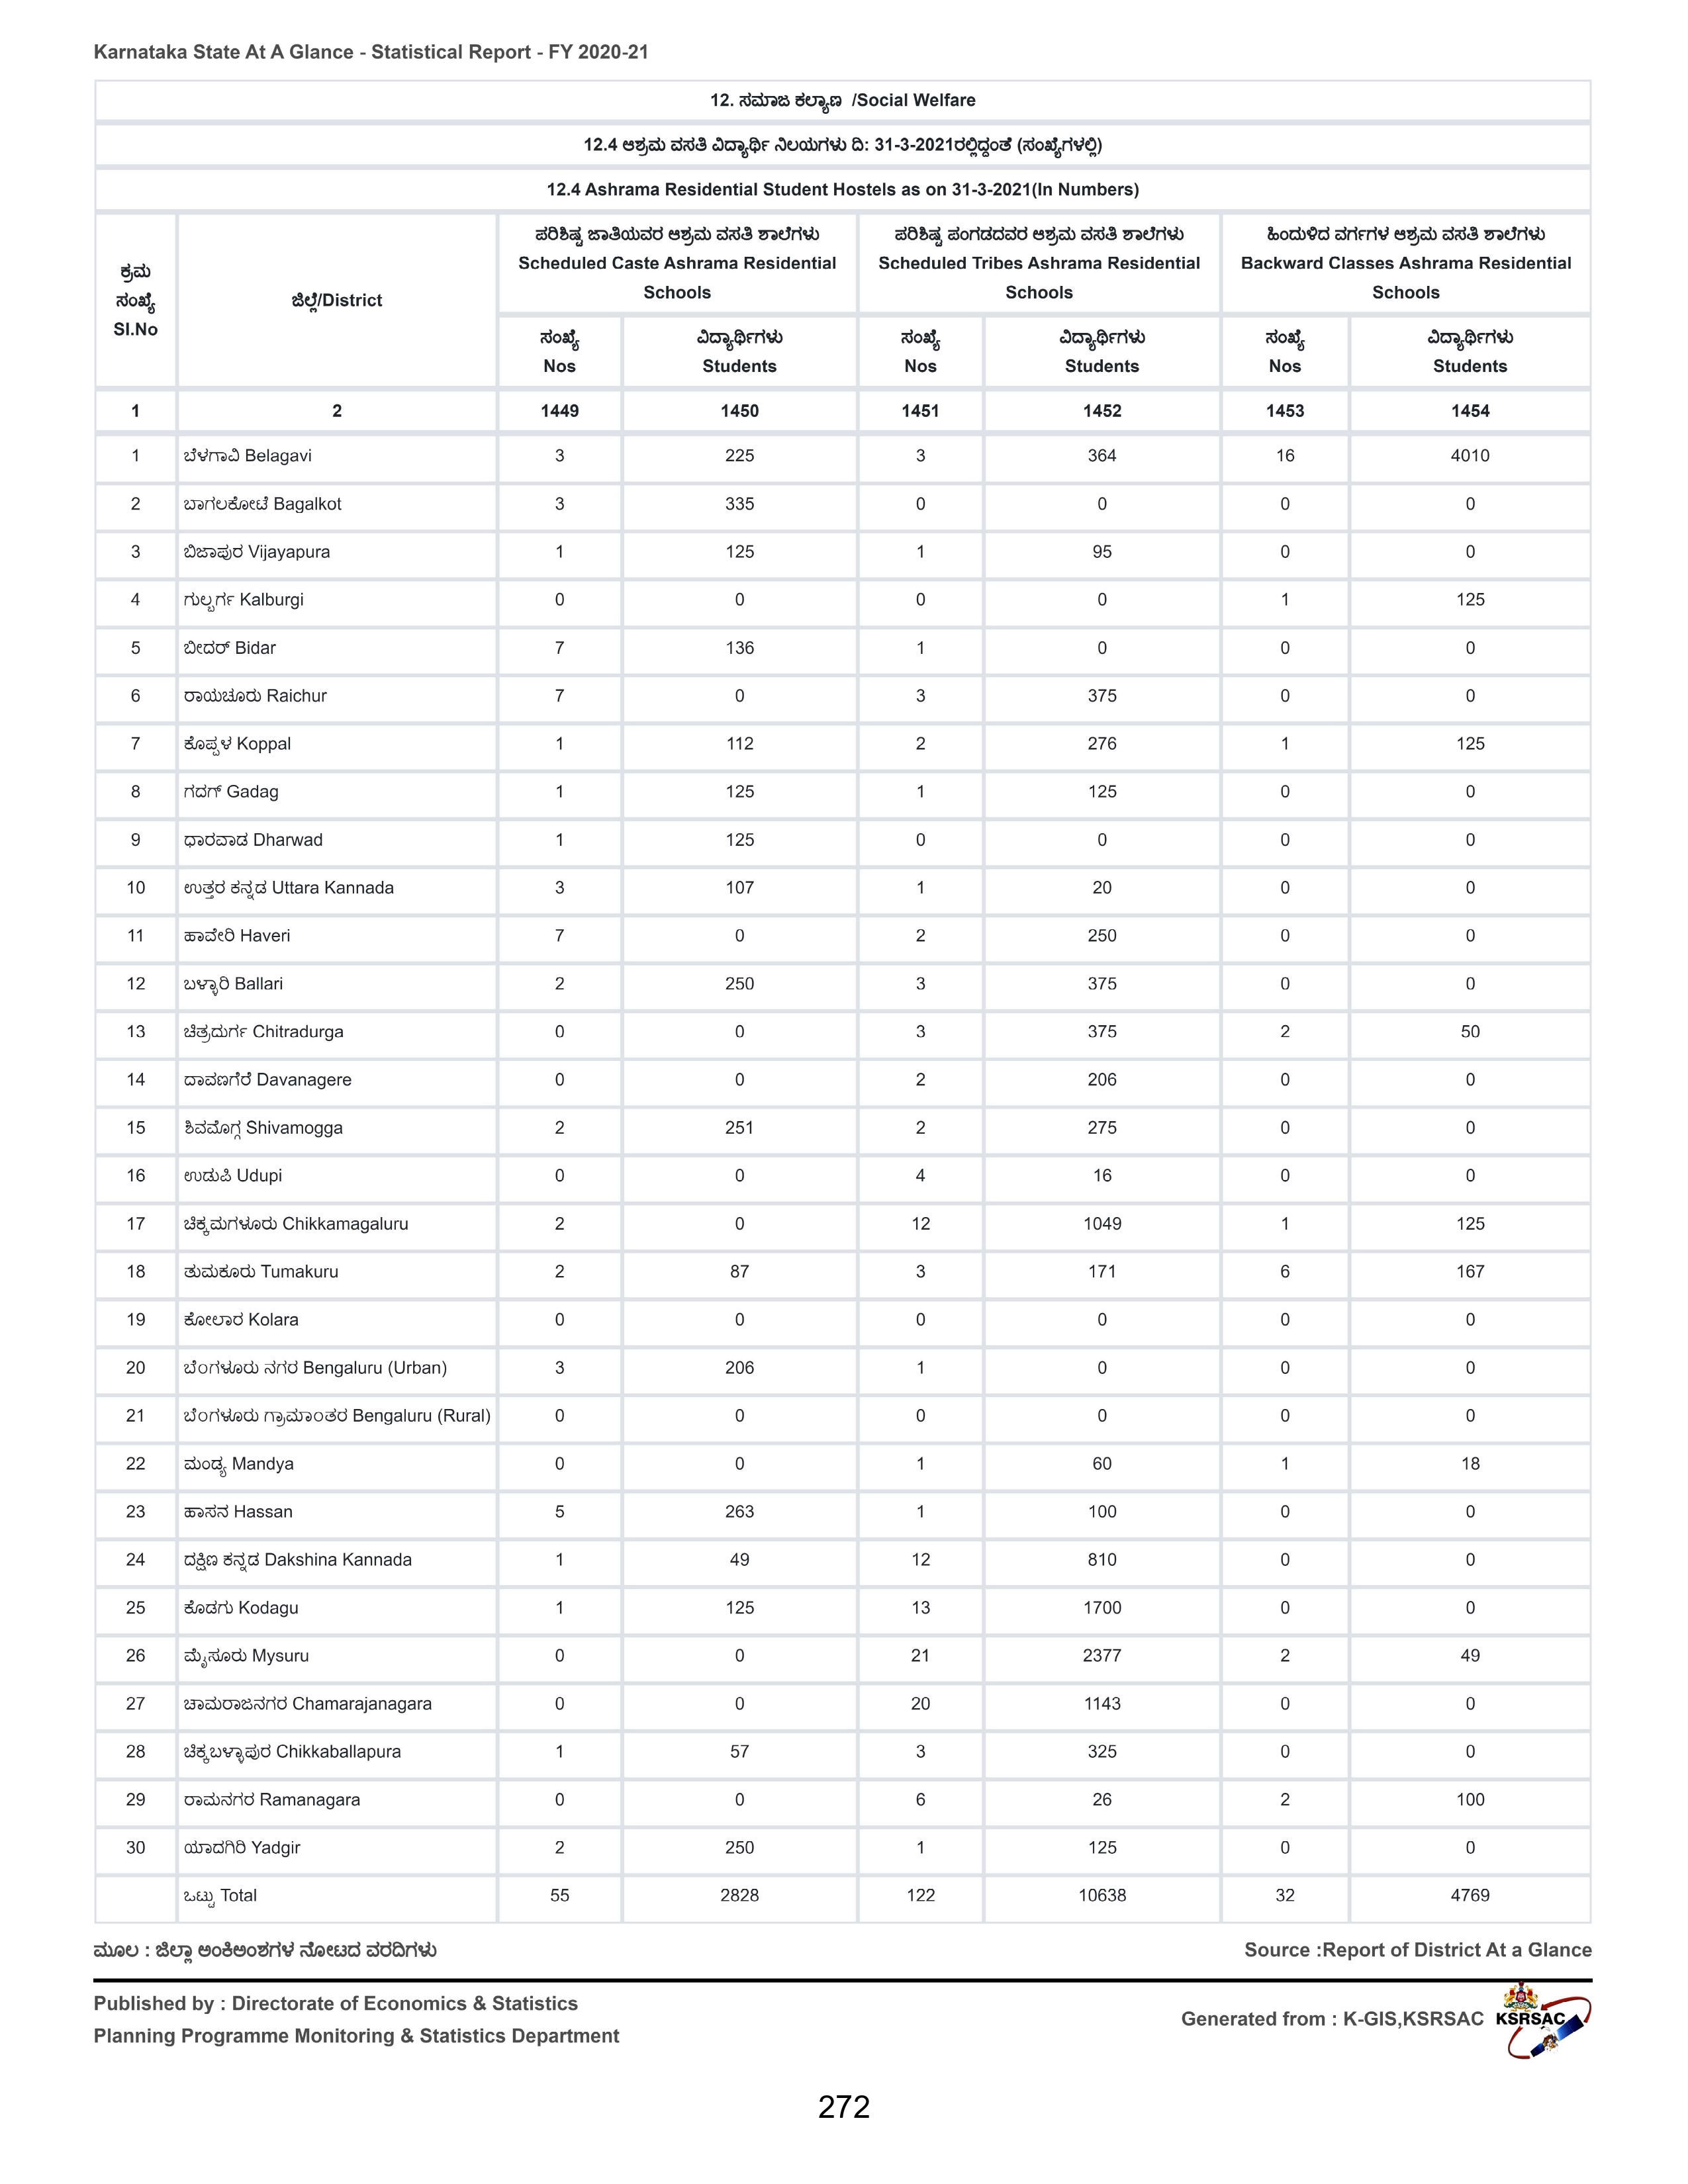 Karnataka State At A Glance - Statistical Report - FY 2020-21
12. ಸಮಾಜ ಕಲ್ಯಾಣ /Social Welfare
12.4 ಆಶ್ರಮ ವಸತಿ ವಿದ್ಯಾರ್ಥಿ ನಿಲಯಗಳು ದಿ: 31-3-2021ರಲ್ಲಿದ್ದಂತೆ (ಸಂಖ್ಯೆಗಳಲ್ಲಿ)
12.4 Ashrama Residential Student Hostels as on 31-3-2021(In Numbers)
ಕ್ರಮ
ಸಂಖ್ಯೆ
Sl.No
ಜಿಲ್ಲೆ/District
ಪರಿಶಿಷ್ಟ ಜಾತಿಯವರ ಆಶ್ರಮ ವಸತಿ ಶಾಲೆಗಳು
Scheduled Caste Ashrama Residential
Schools
ಪರಿಶಿಷ್ಟ ಪಂಗಡದವರ ಆಶ್ರಮ ವಸತಿ ಶಾಲೆಗಳು
Scheduled Tribes Ashrama Residential
Schools
ಹಿಂದುಳಿದ ವರ್ಗಗಳ ಆಶ್ರಮ ವಸತಿ ಶಾಲೆಗಳು
Backward Classes Ashrama Residential
Schools
ಸಂಖ್ಯೆ ವಿದ್ಯಾರ್ಥಿಗಳು ಸಂಖ್ಯೆ ವಿದ್ಯಾರ್ಥಿಗಳು ಸಂಖ್ಯೆ ವಿದ್ಯಾರ್ಥಿಗಳು
Nos Students Nos Students Nos Students
1 2 1449 1450 1451 1452 1453 1454
1 ಬೆಳಗಾವಿ Belagavi 3 225 3 364 16 4010
2 ಬಾಗಲಕೋಟೆ Bagalkot 3 335 0 0 0 0
3 ಬಿಜಾಪುರ Vijayapura 1 125 1 95 0 0
4 ಗುಲ್ಬರ್ಗ Kalburgi 0 0 0 0 1 125
5 ಬೀದರ್ Bidar 7 136 1 0 0 0
6 ರಾಯಚೂರು Raichur 7 0 3 375 0 0
7 ಕೊಪ್ಪಳ Koppal 1 112 2 276 1 125
8 ಗದಗ್ Gadag 1 125 1 125 0 0
9 ಧಾರವಾಡ Dharwad 1 125 0 0 0 0
10 ಉತ್ತರ ಕನ್ನಡ Uttara Kannada 3 107 1 20 0 0
11 ಹಾವೇರಿ Haveri 7 0 2 250 0 0
12 ಬಳ್ಳಾರಿ Ballari 2 250 3 375 0 0
13 ಚಿತ್ರದುರ್ಗ Chitradurga 0 0 3 375 2 50
14 ದಾವಣಗೆರೆ Davanagere 0 0 2 206 0 0
15 ಶಿವಮೊಗ್ಗ Shivamogga 2 251 2 275 0 0
16 ಉಡುಪಿ Udupi 0 0 4 16 0 0
17 ಚಿಕ್ಕಮಗಳೂರು Chikkamagaluru 2 0 12 1049 1 125
18 ತುಮಕೂರು Tumakuru 2 87 3 171 6 167
19 ಕೋಲಾರ Kolara 0 0 0 0 0 0
20 ಬೆಂಗಳೂರು ನಗರ Bengaluru (Urban) 3 206 1 0 0 0
21 ಬೆಂಗಳೂರು ಗ್ರಾಮಾಂತರ Bengaluru (Rural) 0 0 0 0 0 0
22 ಮಂಡ್ಯ Mandya 0 0 1 60 1 18
23 ಹಾಸನ Hassan 5 263 1 100 0 0
24 ದಕ್ಷಿಣ ಕನ್ನಡ Dakshina Kannada 1 49 12 810 0 0
25 ಕೊಡಗು Kodagu 1 125 13 1700 0 0
26 ಮೈಸೂರು Mysuru 0 0 21 2377 2 49
27 ಚಾಮರಾಜನಗರ Chamarajanagara 0 0 20 1143 0 0
28 ಚಿಕ್ಕಬಳ್ಳಾಪುರ Chikkaballapura 1 57 3 325 0 0
29 ರಾಮನಗರ Ramanagara 0 0 6 26 2 100
30 ಯಾದಗಿರಿ Yadgir 2 250 1 125 0 0
ಒಟ್ಟು Total 55 2828 122 10638 32 4769
ಮೂಲ : ಜಿಲ್ಲಾ ಅಂಕಿಅಂಶಗಳ ನೋಟದ ವರದಿಗಳು Source :Report of District At a Glance
Published by : Directorate of Economics & Statistics
Planning Programme Monitoring & Statistics Department
Generated from : K-GIS,KSRSAC KSRSAC
272